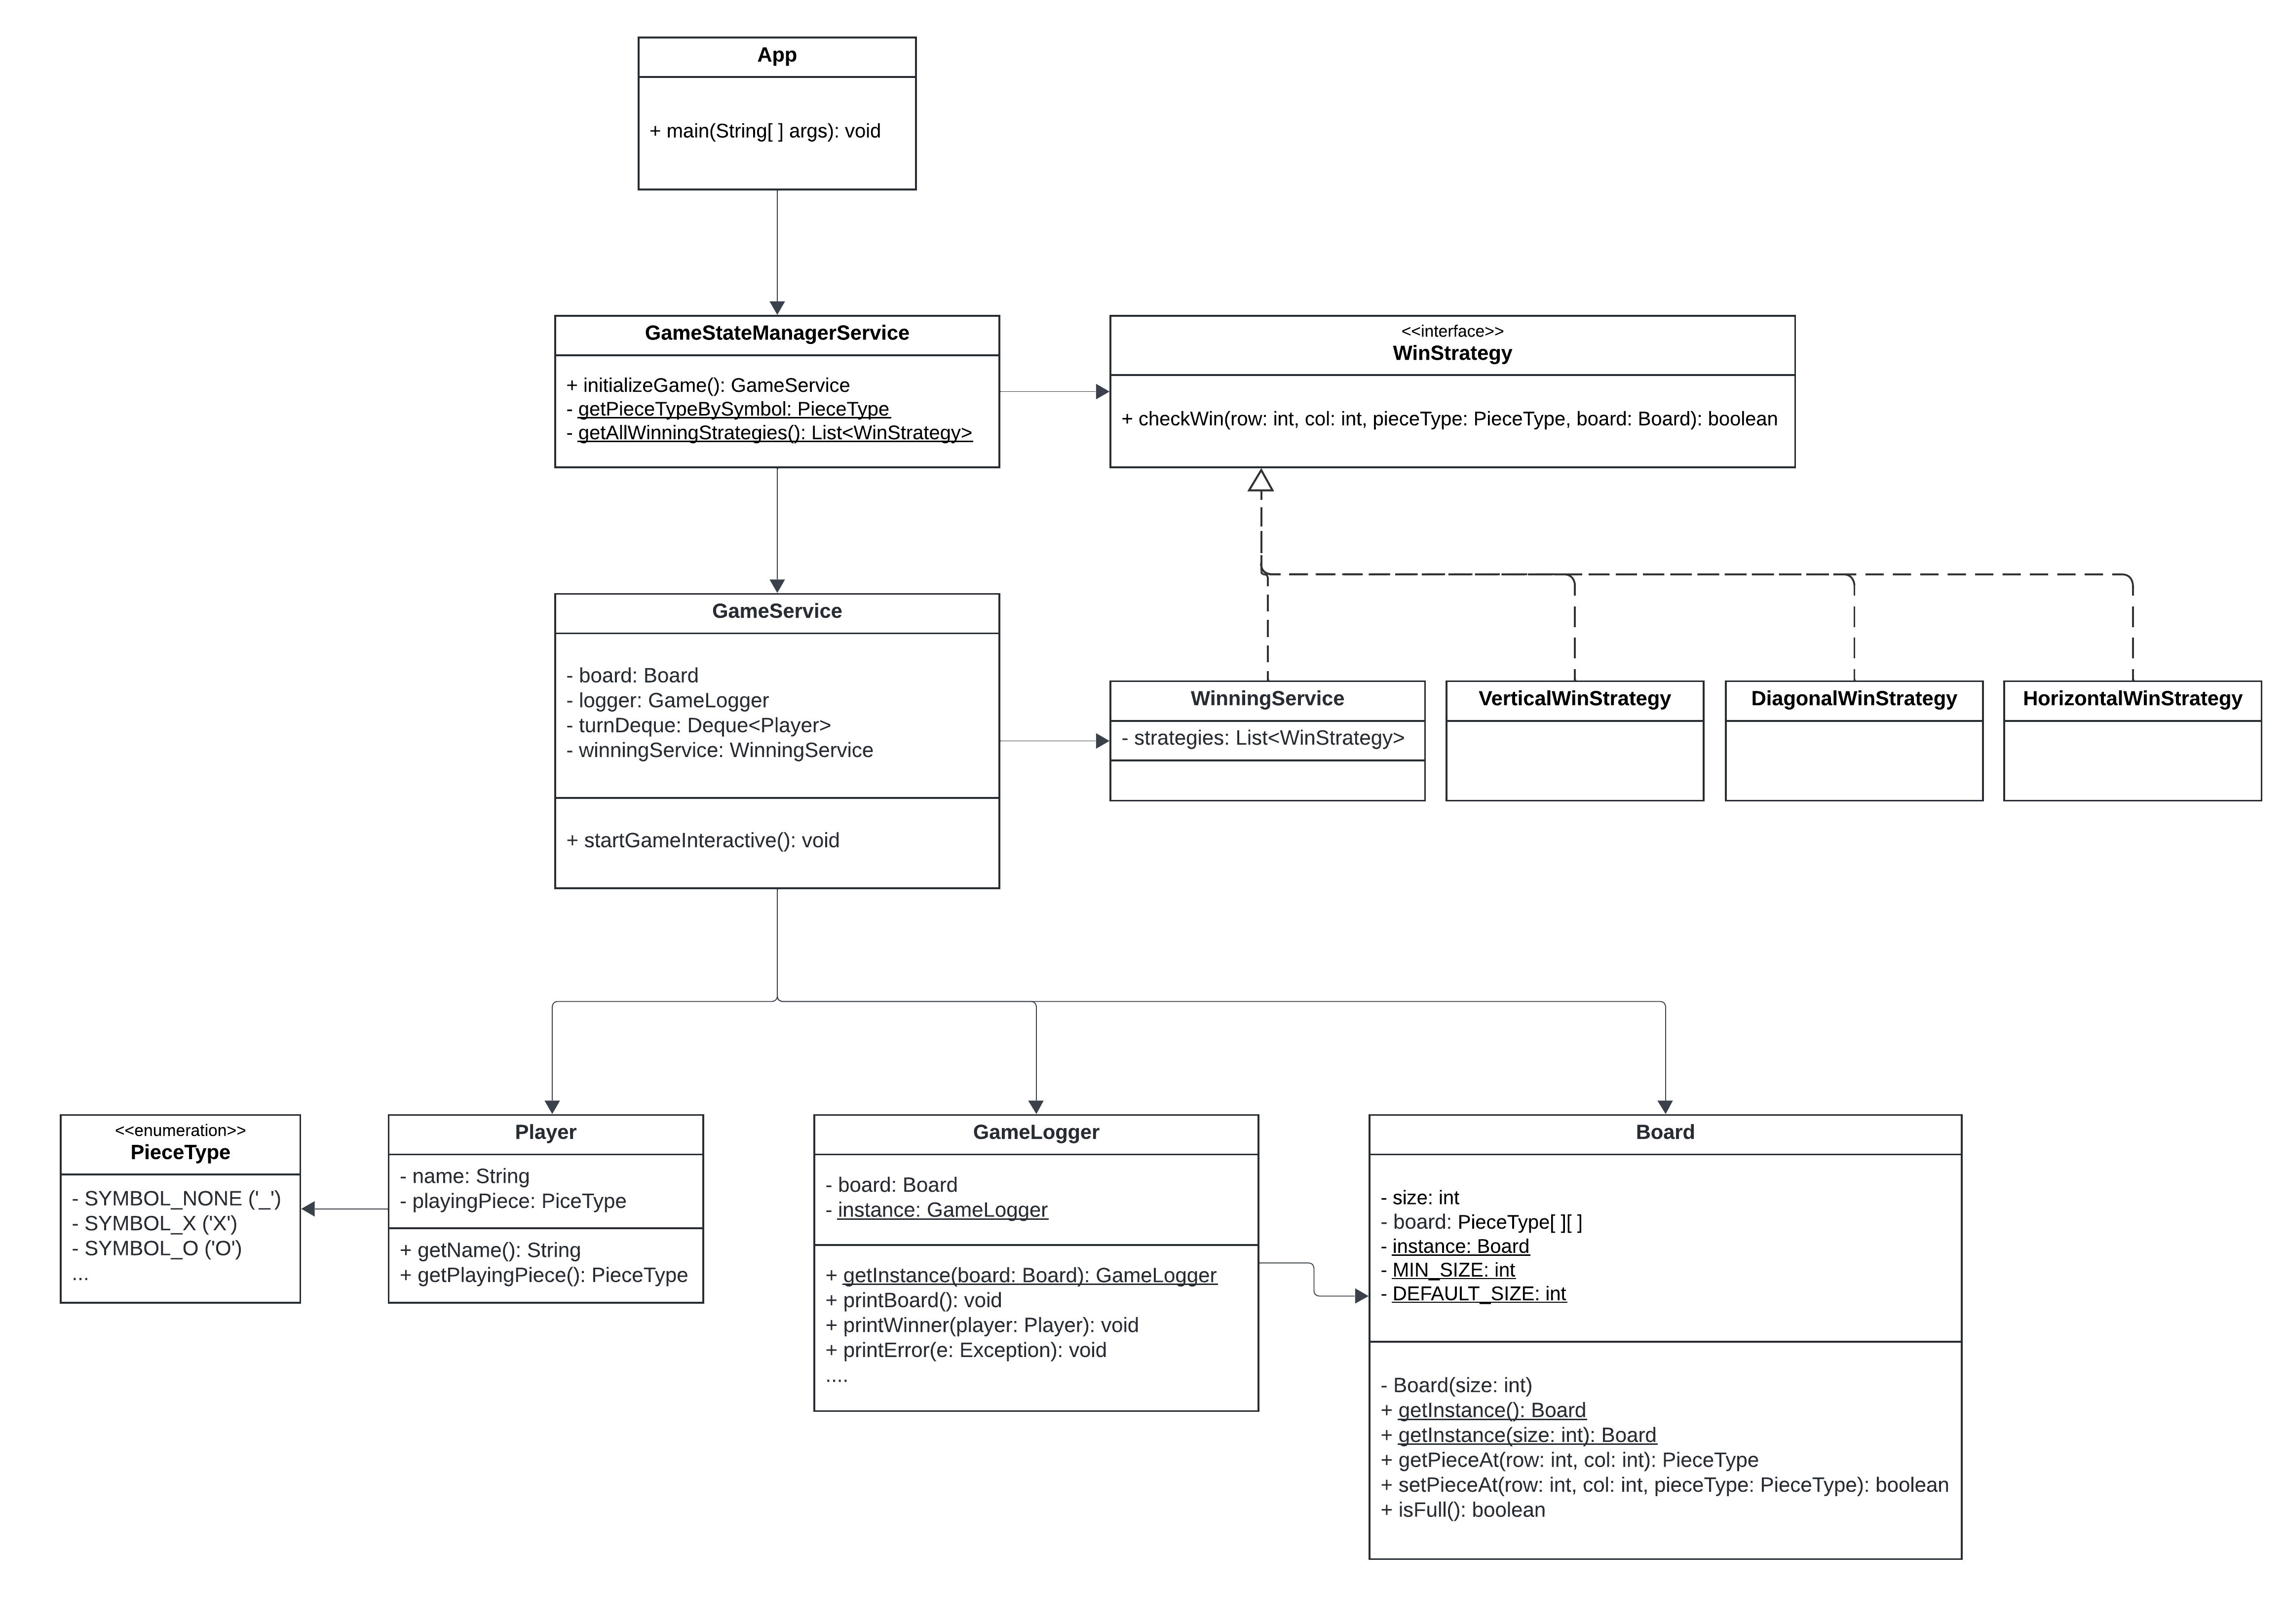 App
+ main(String[ ] args): void
GameStateManagerService
+ initializeGame(): GameService
- getPieceTypeBySymbol: PieceType
- getAllWinningStrategies(): List<WinStrategy>
<<interface>>
WinStrategy
+ checkWin(row: int, col: int, pieceType: PieceType, board: Board): boolean
GameService
- board: Board
- logger: GameLogger
- turnDeque: Deque<Player>
- winningService: WinningService
+ startGameInteractive(): void
WinningService
- strategies: List<WinStrategy>
VerticalWinStrategy
DiagonalWinStrategy
HorizontalWinStrategy
<<enumeration>>
PieceType
- SYMBOL_NONE ('_')
- SYMBOL_X ('X')
- SYMBOL_O ('O')
...
Player
- name: String
- playingPiece: PiceType
+ getName(): String
+ getPlayingPiece(): PieceType
GameLogger
- board: Board
- instance: GameLogger
+ getInstance(board: Board): GameLogger
+ printBoard(): void
+ printWinner(player: Player): void
+ printError(e: Exception): void
....
Board
- size: int
- board: PieceType[ ][ ]
- instance: Board
- MIN_SIZE: int
- DEFAULT_SIZE: int
- Board(size: int)
+ getInstance(): Board
+ getInstance(size: int): Board
+ getPieceAt(row: int, col: int): PieceType
+ setPieceAt(row: int, col: int, pieceType: PieceType): boolean
+ isFull(): boolean